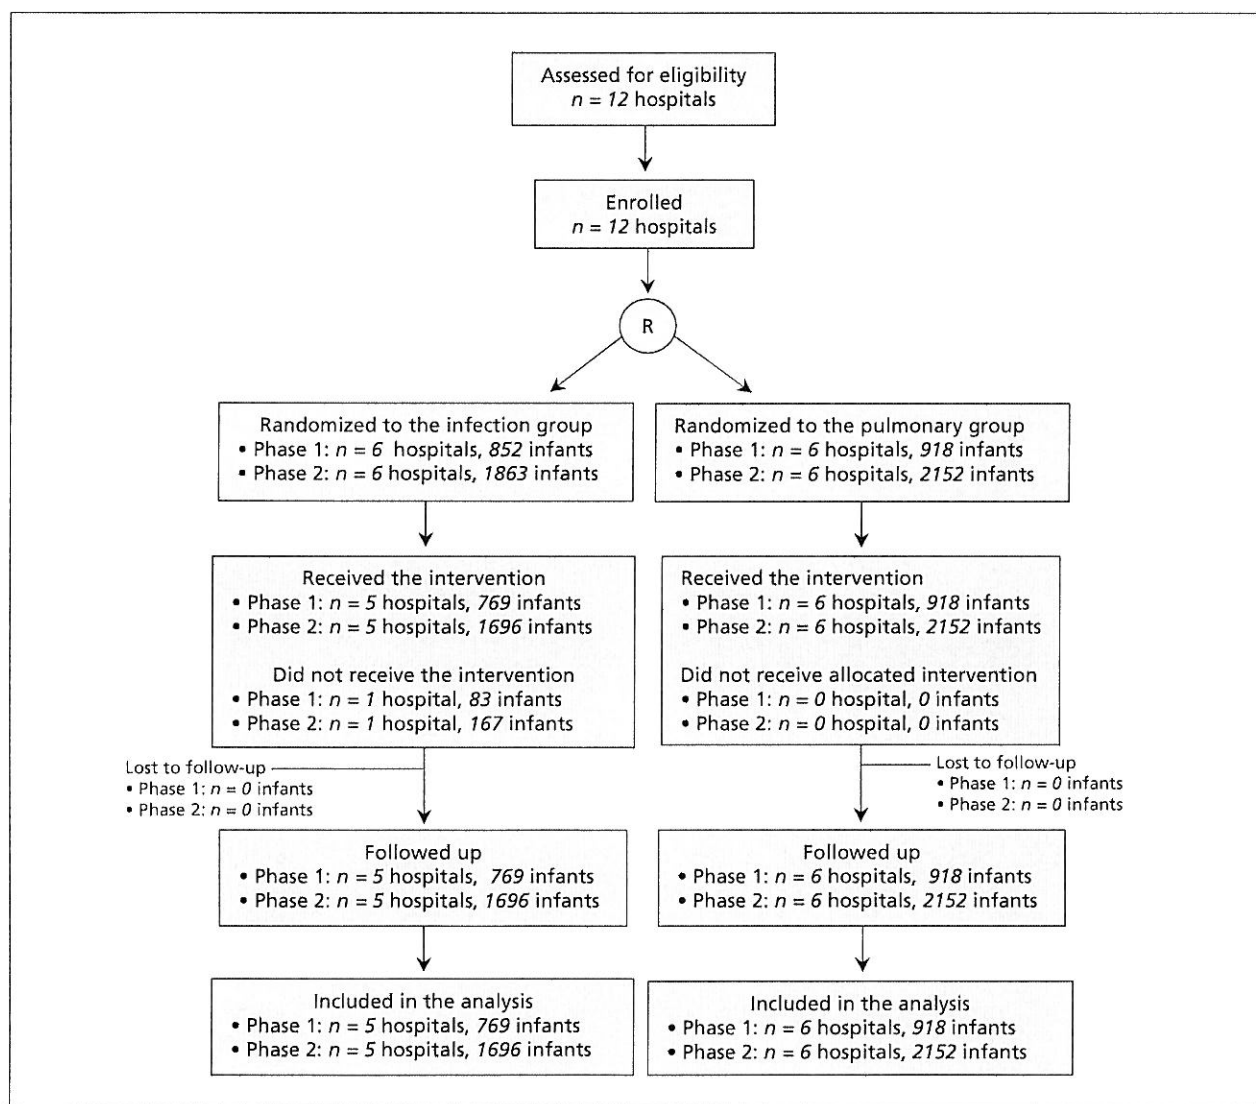 Assessed for eligibility
n = 12 hospitals
Enrolled
n = 12 hospitals
R
Randomized to the infection group
• Phase 1: n = 6 hospitals, 852 infants
• Phase 2: n = 6 hospitals, 1863 infants
Randomized to the pulmonary group
• Phase 1: n = 6 hospitals, 918 infants
• Phase 2: n = 6 hospitals, 2152 infants
Received the intervention
• Phase 1: n = 5 hospitals, 769 infants
• Phase 2: n = 5 hospitals, 1696 infants
Did not receive the intervention
• Phase 1: n = 1 hospital, 83 infants
• Phase 2: n = 1 hospital, 167 infants
Received the intervention
• Phase 1: n = 6 hospitals, 918 infants
• Phase 2: n = 6 hospitals, 2152 infants
Did not receive allocated intervention
• Phase 1: n = 0 hospital, 0 infants
• Phase 2: n = 0 hospital, 0 infants
Lost to follow-up
• Phase 1: n = 0 infants
• Phase 2: n = 0 infants
Lost to follow-up
• Phase 1: n = 0 infants
• Phase 2: n = 0 infants
Followed up
• Phase 1: n = 5 hospitals, 769 infants
• Phase 2: n = 5 hospitals, 1696 infants
Followed up
• Phase 1: n = 6 hospitals, 918 infants
• Phase 2: n = 6 hospitals, 2152 infants
Included in the analysis
• Phase 1: n = 5 hospitals, 769 infants
• Phase 2: n = 5 hospitals, 1696 infants
Included in the analysis
• Phase 1: n = 6 hospitals, 918 infants
• Phase 2: n = 6 hospitals, 2152 infants